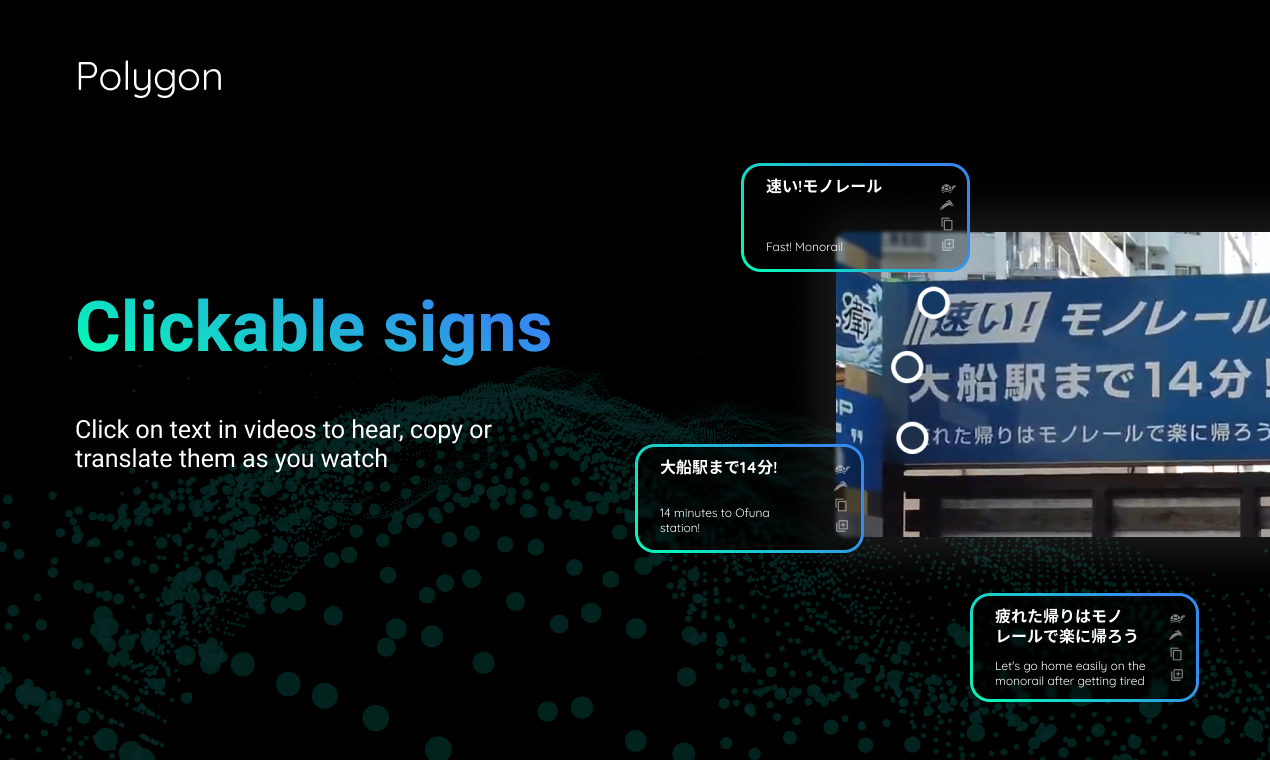 Polygon
Clickable signs
Click on text in videos to hear, copy or
translate them as you watch
速い!モノレール
Fast! Monorail
衛
速い! モノレール
大船駅まで14分!
れた帰りはモノレールで楽に帰ろう
OP
大船駅まで14分!
14 minutes to Ofuna
station!
疲れた帰りはモノ
レールで楽に帰ろう
Let's go home easily on the
monorail after getting tired